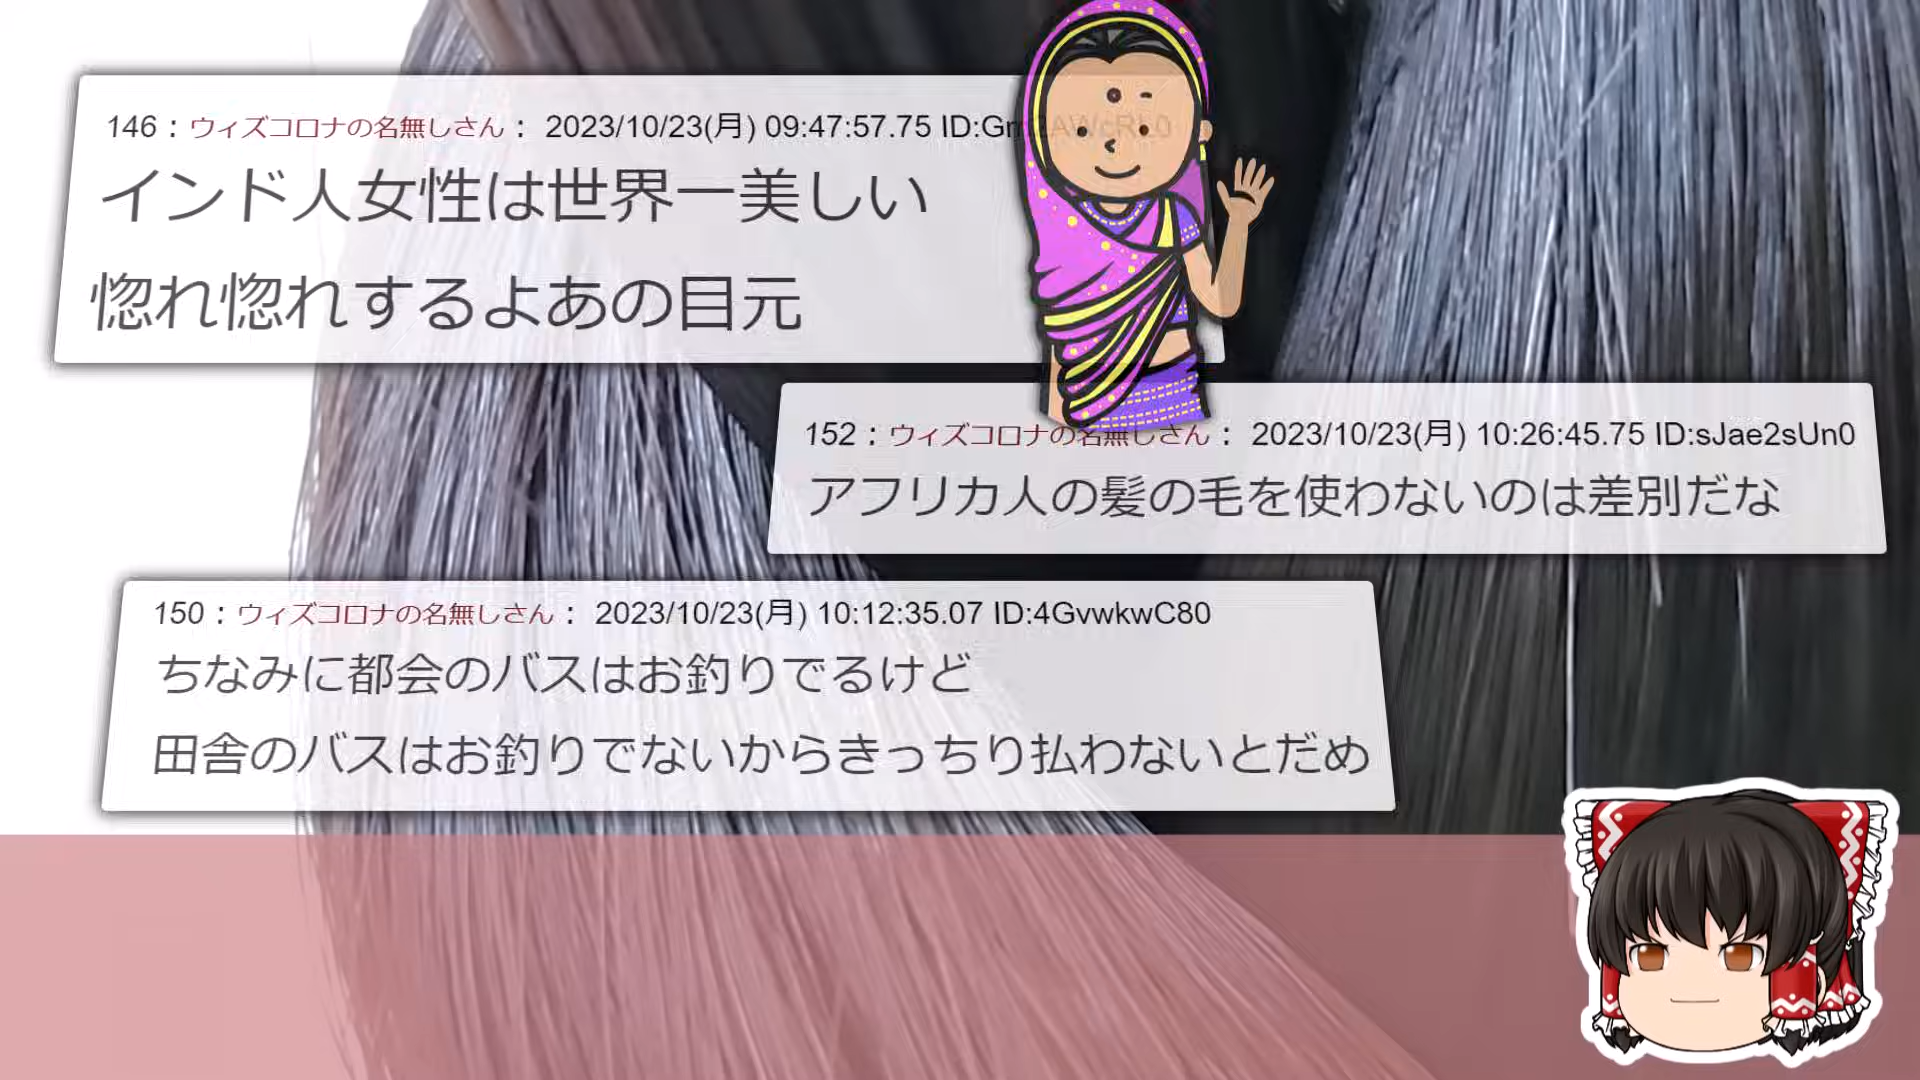 146：ウィズコロナの名無しさん： 2023/10/23(月) 09:47:57.75 ID:Gm2AWcRL0
インド人女性は世界一美しい
惚れ惚れするよあの目元
152：ウィズコロナの名無しさん： 2023/10/23(月) 10:26:45.75 ID:sJae2sUn0
アフリカ人の髪の毛を使わないのは差別だな
150：ウィズコロナの名無しさん： 2023/10/23(月) 10:12:35.07 ID:4GvwkwC80
ちなみに都会のバスはお釣りでるけど
田舎のバスはお釣りでないからきっちり払わないとだめ